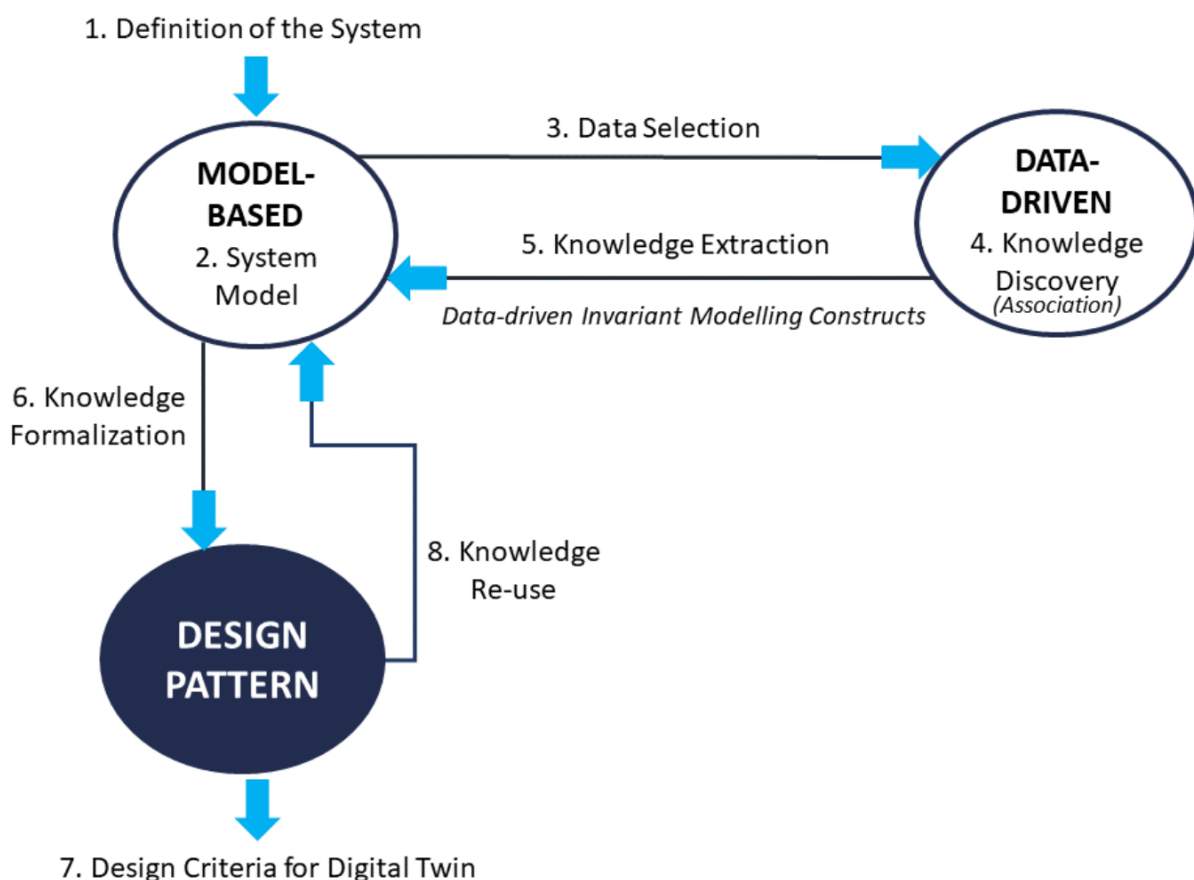 1. Definition of the System
3. Data Selection
MODEL-
BASED
2. System
Model
DATA-
DRIVEN
4. Knowledge
Discovery
(Association)
5. Knowledge Extraction
Data-driven Invariant Modelling Constructs
6. Knowledge
Formalization
8. Knowledge
Re-use
DESIGN
PATTERN
7. Design Criteria for Digital Twin